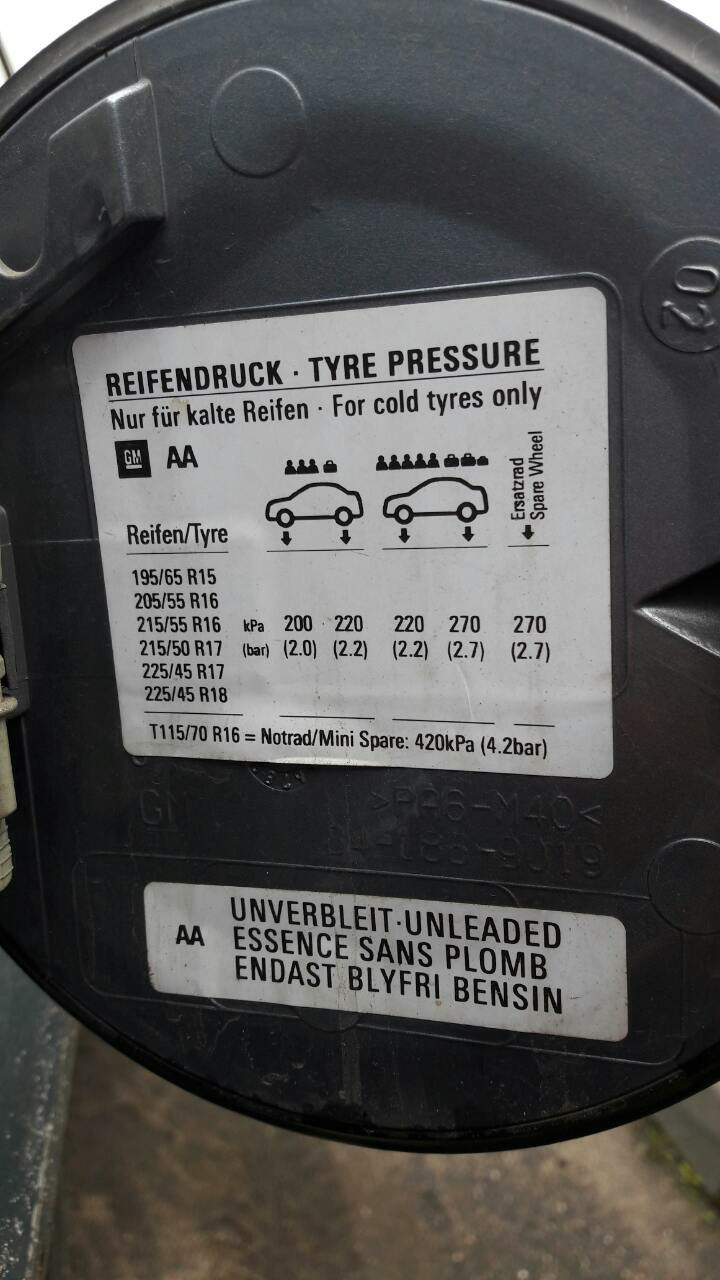 REIFENDRUCK · TYRE PRESSURE
Nur für kalte Reifen · For cold tyres only
GM AA
Ersatzrad
Spare Wheel
Reifen/Tyre
195/65 R15
205/55 R16
215/55 R16 kPa 200 220 220 270 270
215/50 R17 (bar) (2.0) (2.2) (2.2) (2.7) (2.7)
225/45 R17
225/45 R18
T115/70 R16 = Notrad/Mini Spare: 420kPa (4.2bar)
02
GM >PA6-M40<
AA
UNVERBLEIT·UNLEADED
ESSENCE SANS PLOMB
ENDAST BLYFRI BENSIN